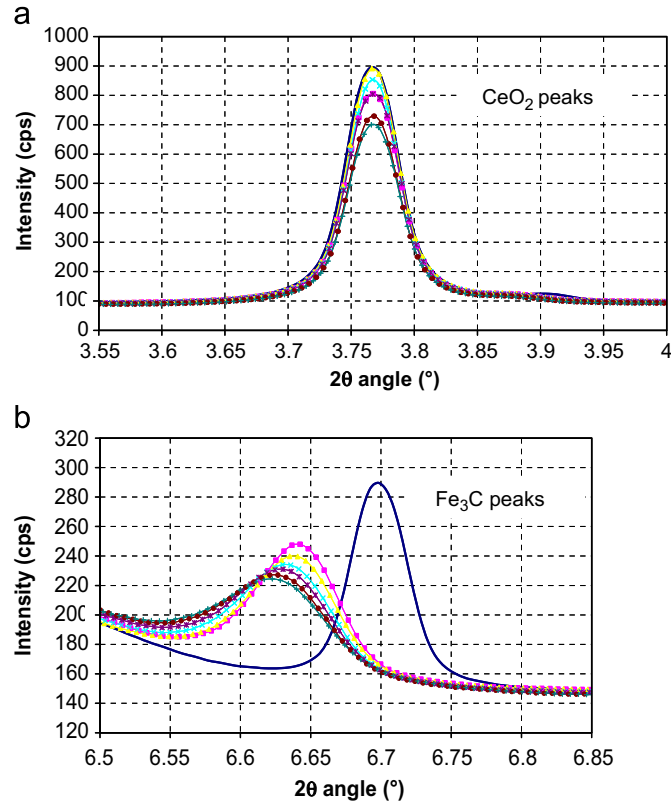 a
1000
900
800
700
600
500
400
300
200
100
0
Intensity (cps)
CeO2 peaks
3.55 3.6 3.65 3.7 3.75 3.8 3.85 3.9 3.95 4
2θ angle (°)
b
320
300
280
260
240
220
200
180
160
140
120
Intensity (cps)
Fe3C peaks
6.5 6.55 6.6 6.65 6.7 6.75 6.8 6.85
2θ angle (°)